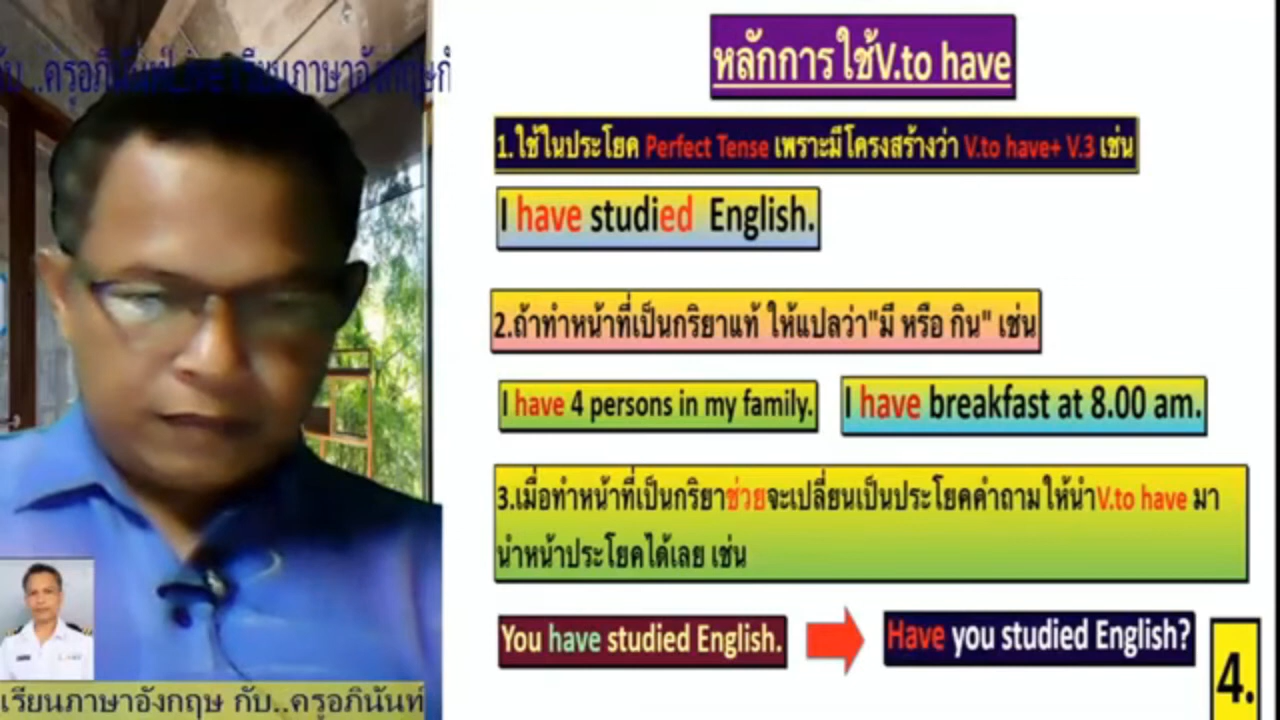 หลักการใช้V.to have
1.ใช้ในประโยค Perfect Tense เพราะมีโครงสร้างว่า V.to have+ V.3 เช่น
I have studied English.
2.ถ้าทำหน้าที่เป็นกริยาแท้ ให้แปลว่า"มี หรือ กิน" เช่น
I have 4 persons in my family.
I have breakfast at 8.00 am.
3.เมื่อทำหน้าที่เป็นกริยาช่วยจะเปลี่ยนเป็นประโยคคำถามให้นำV.to have มา
นำหน้าประโยคได้เลย เช่น
You have studied English.
Have you studied English?
4.
เรียนภาษาอังกฤษ กับ..ครูอภินันท์